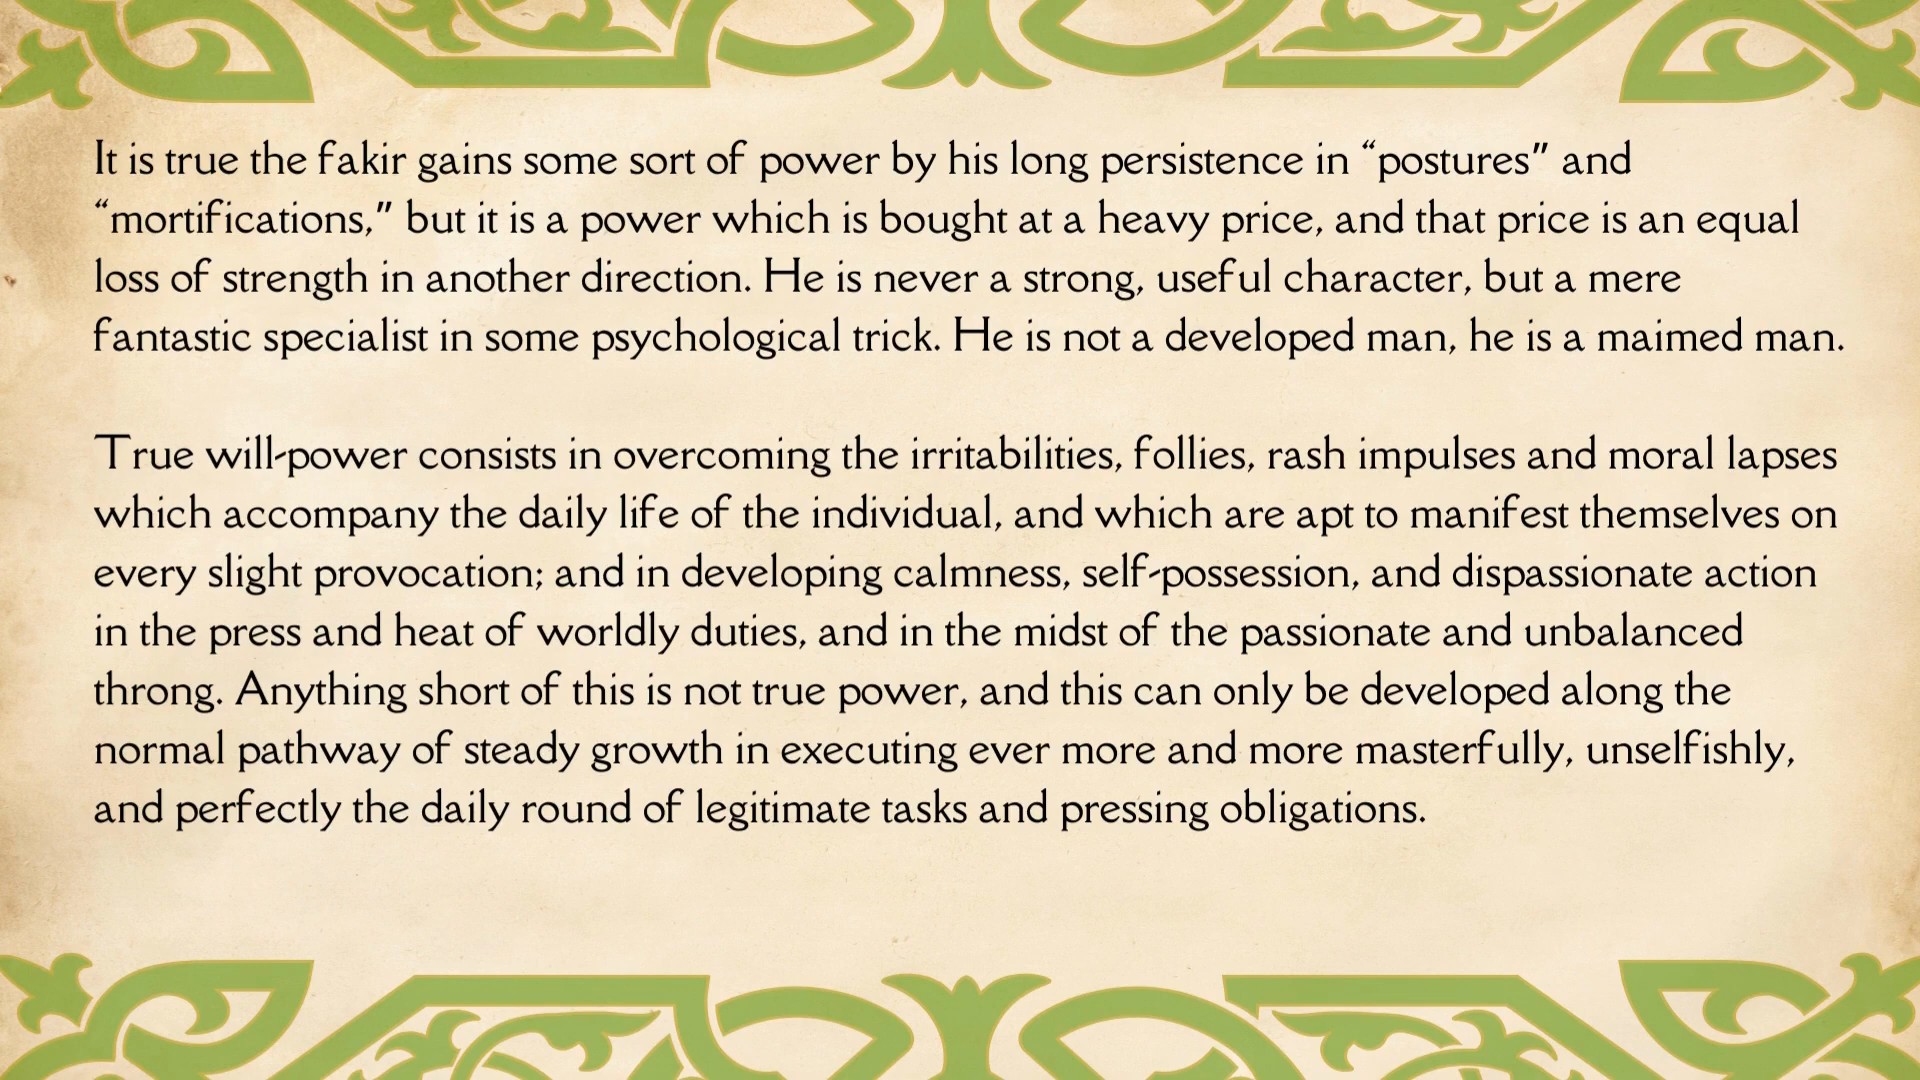 It is true the fakir gains some sort of power by his long persistence in “postures” and
“mortifications,” but it is a power which is bought at a heavy price, and that price is an equal
loss of strength in another direction. He is never a strong, useful character, but a mere
fantastic specialist in some psychological trick. He is not a developed man, he is a maimed man.
True will-power consists in overcoming the irritabilities, follies, rash impulses and moral lapses
which accompany the daily life of the individual, and which are apt to manifest themselves on
every slight provocation; and in developing calmness, self-possession, and dispassionate action
in the press and heat of worldly duties, and in the midst of the passionate and unbalanced
throng. Anything short of this is not true power, and this can only be developed along the
normal pathway of steady growth in executing ever more and more masterfully, unselfishly,
and perfectly the daily round of legitimate tasks and pressing obligations.